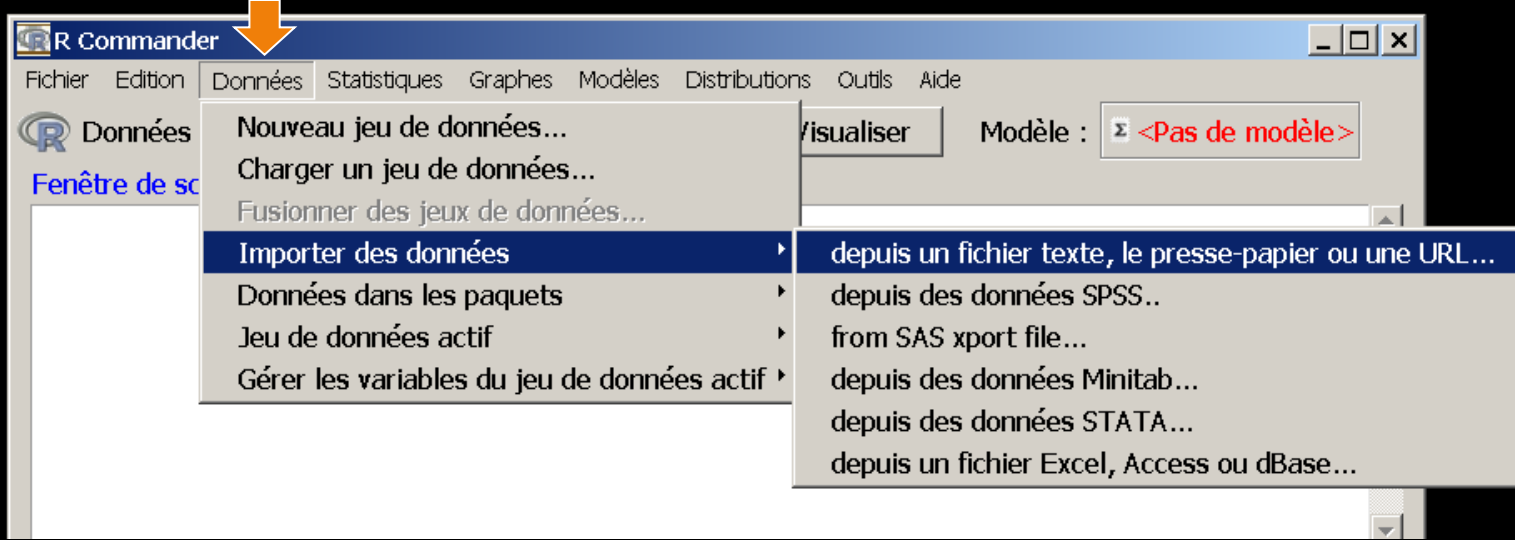 R Commander
Fichier Edition Données Statistiques Graphes Modèles Distributions Outils Aide
Données
Visualiser
Modèle : Σ <Pas de modèle>
Fenêtre de sc
Nouveau jeu de données...
Charger un jeu de données...
Fusionner des jeux de données...
Importer des données
Données dans les paquets
Jeu de données actif
Gérer les variables du jeu de données actif
depuis un fichier texte, le presse-papier ou une URL...
depuis des données SPSS..
from SAS xport file...
depuis des données Minitab...
depuis des données STATA...
depuis un fichier Excel, Access ou dBase...